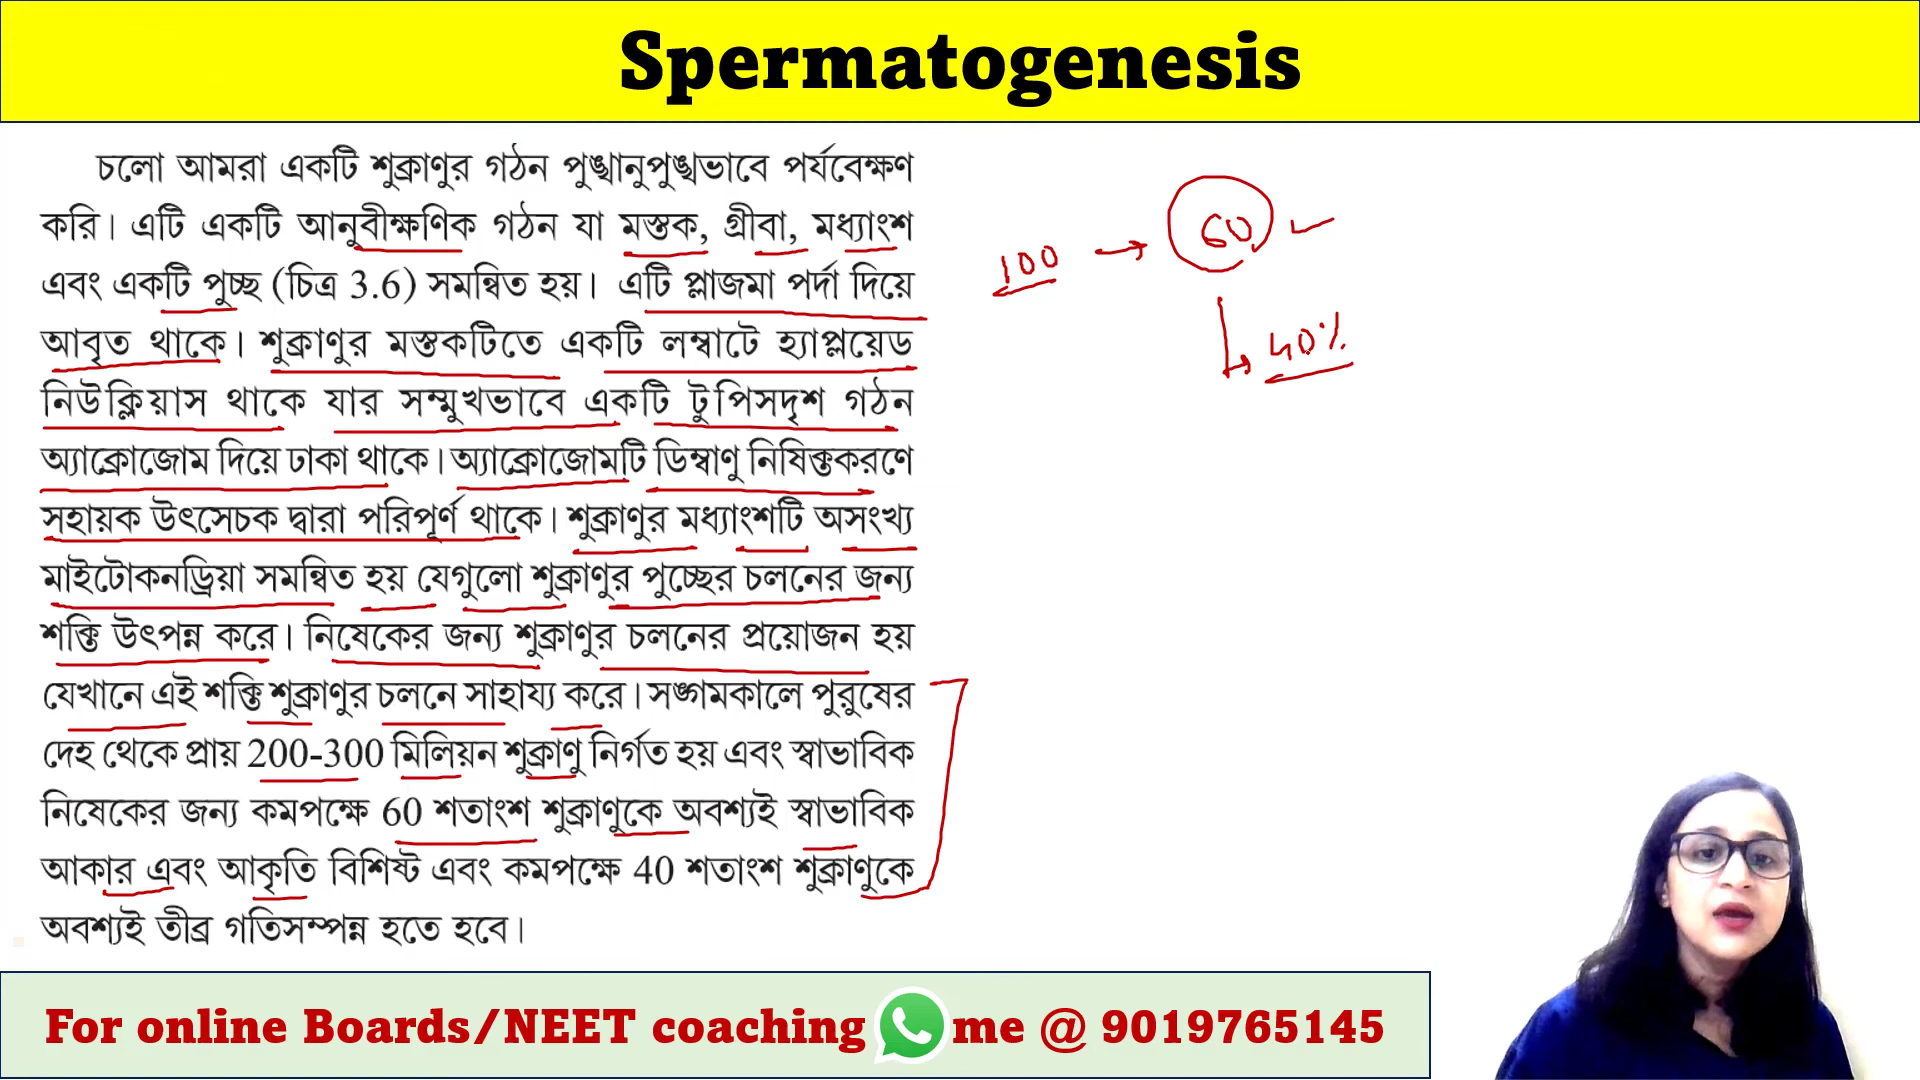 Spermatogenesis
চলো আমরা একটি শুক্রাণুর গঠন পুঙ্খানুপুঙ্খভাবে পর্যবেক্ষণ
করি। এটি একটি আনুবীক্ষণিক গঠন যা মস্তক, গ্রীবা, মধ্যাংশ
এবং একটি পুচ্ছ (চিত্র 3.6) সমন্বিত হয়। এটি প্লাজমা পর্দা দিয়ে
আবৃত থাকে। শুক্রাণুর মস্তকটিতে একটি লম্বাটে হ্যাপ্লয়েড
নিউক্লিয়াস থাকে যার সম্মুখভাবে একটি টুপিসদৃশ গঠন
অ্যাক্রোজোম দিয়ে ঢাকা থাকে। অ্যাক্রোজোমটি ডিম্বাণু নিষিক্তকরণে
সহায়ক উৎসেচক দ্বারা পরিপূর্ণ থাকে। শুক্রাণুর মধ্যাংশটি অসংখ্য
মাইটোকনড্রিয়া সমন্বিত হয় যেগুলো শুক্রাণুর পুচ্ছের চলনের জন্য
শক্তি উৎপন্ন করে। নিষেকের জন্য শুক্রাণুর চলনের প্রয়োজন হয়
যেখানে এই শক্তি শুক্রাণুর চলনে সাহায্য করে। সঙ্গমকালে পুরুষের
দেহ থেকে প্রায় 200-300 মিলিয়ন শুক্রাণু নির্গত হয় এবং স্বাভাবিক
নিষেকের জন্য কমপক্ষে 60 শতাংশ শুক্রাণুকে অবশ্যই স্বাভাবিক
আকার এবং আকৃতি বিশিষ্ট এবং কমপক্ষে 40 শতাংশ শুক্রাণুকে
অবশ্যই তীব্র গতিসম্পন্ন হতে হবে।
100 → 60
40%
For online Boards/NEET coaching me @ 9019765145